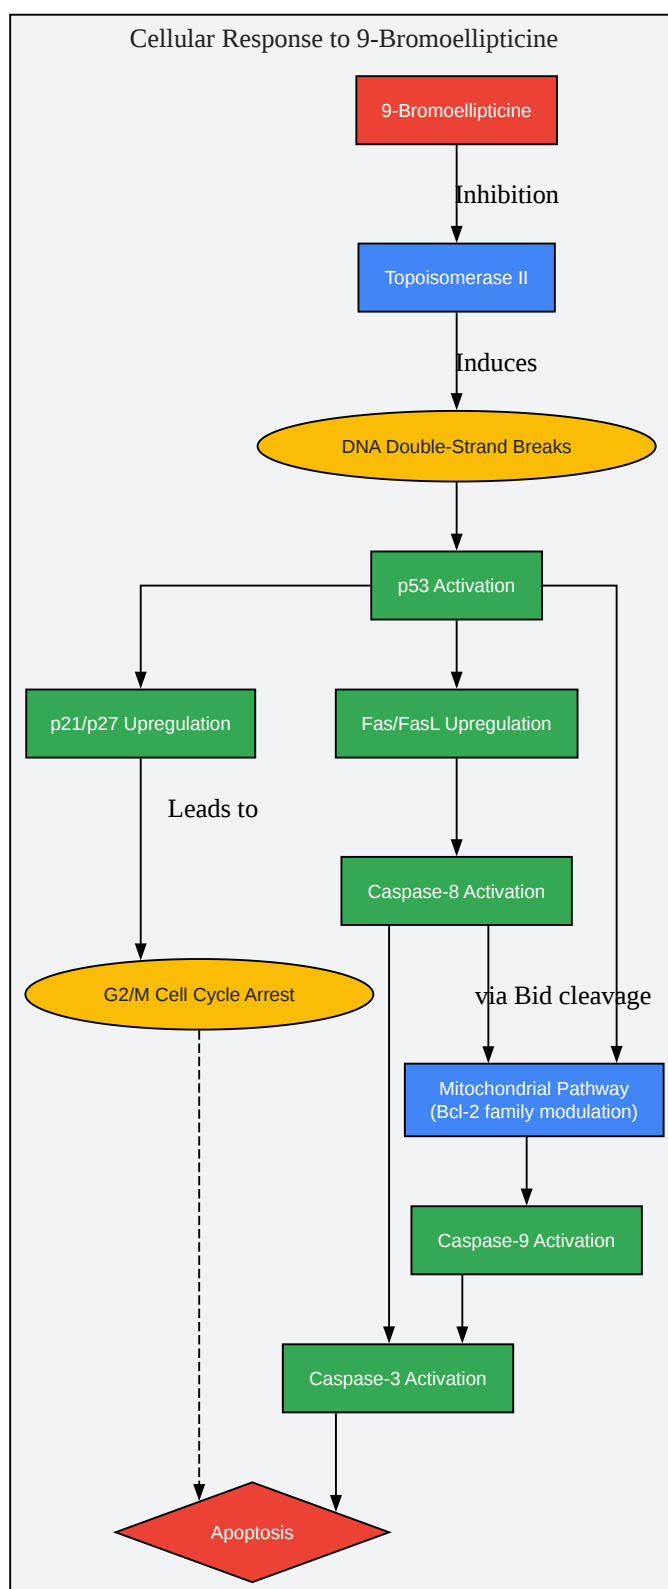 Cellular Response to 9-Bromoellipticine
9-Bromoellipticine
Inhibition
Topoisomerase II
Induces
DNA Double-Strand Breaks
p53 Activation
p21/p27 Upregulation
Fas/FasL Upregulation
Leads to
Caspase-8 Activation
G2/M Cell Cycle Arrest
via Bid cleavage
Mitochondrial Pathway
(Bcl-2 family modulation)
Caspase-9 Activation
Caspase-3 Activation
Apoptosis